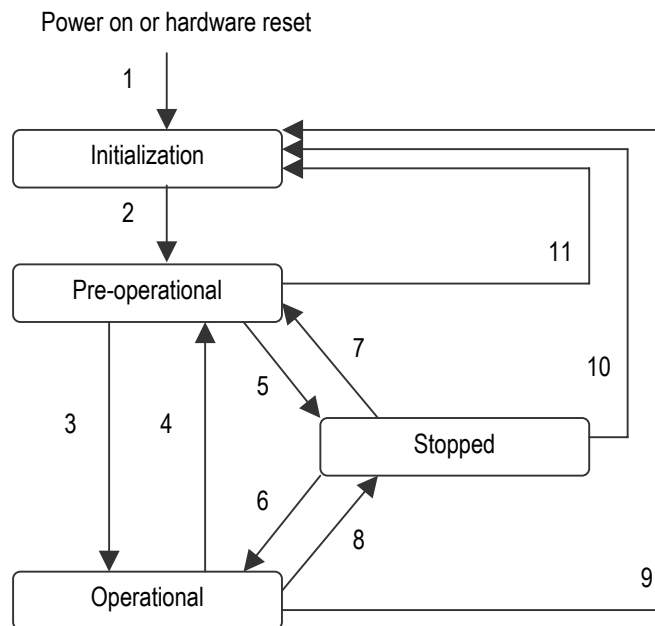 Power on or hardware reset
1
Initialization
2
11
Pre-operational
7
10
5
3
4
Stopped
6
8
9
Operational